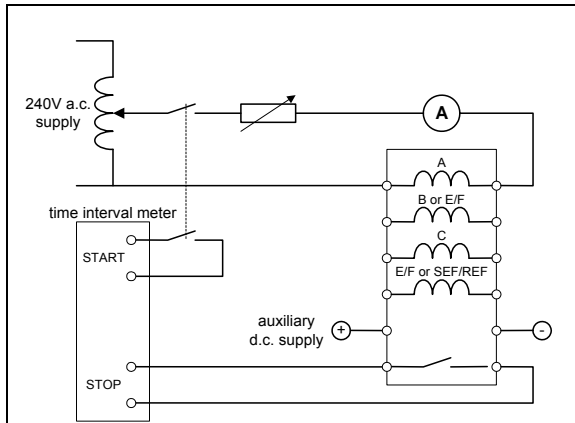 240V a.c.
supply
A
A
B or E/F
C
E/F or SEF/REF
time interval meter
START
auxiliary
d.c. supply
+
-
STOP